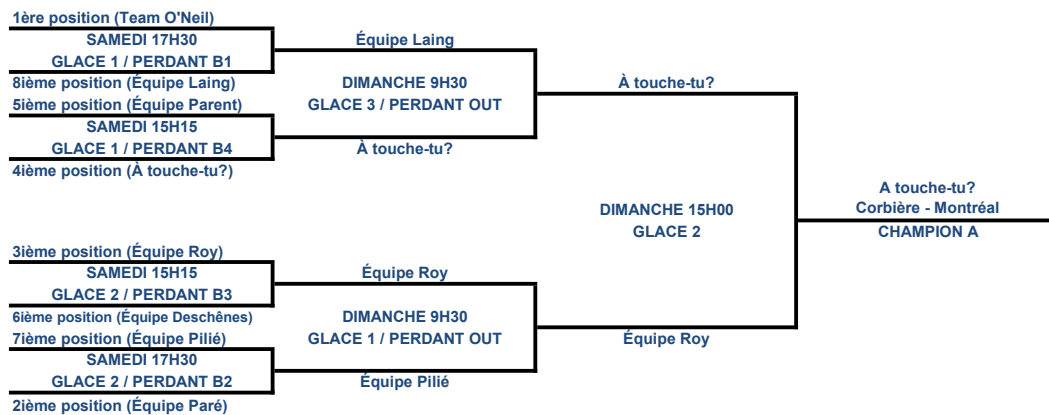 1ère position (Team O'Neil)
SAMEDI 17H30
GLACE 1 / PERDANT B1
8ième position (Équipe Laing)
5ième position (Équipe Parent)
SAMEDI 15H15
GLACE 1 / PERDANT B4
4ième position (À touche-tu?)
3ième position (Équipe Roy)
SAMEDI 15H15
GLACE 2 / PERDANT B3
6ième position (Équipe Deschênes)
7ième position (Équipe Pilié)
SAMEDI 17H30
GLACE 2 / PERDANT B2
2ième position (Équipe Paré)
Équipe Laing
DIMANCHE 9H30
GLACE 3 / PERDANT OUT
À touche-tu?
Équipe Roy
DIMANCHE 9H30
GLACE 1 / PERDANT OUT
Équipe Pilié
À touche-tu?
DIMANCHE 15H00
GLACE 2
Équipe Roy
A touche-tu?
Corbière - Montréal
CHAMPION A